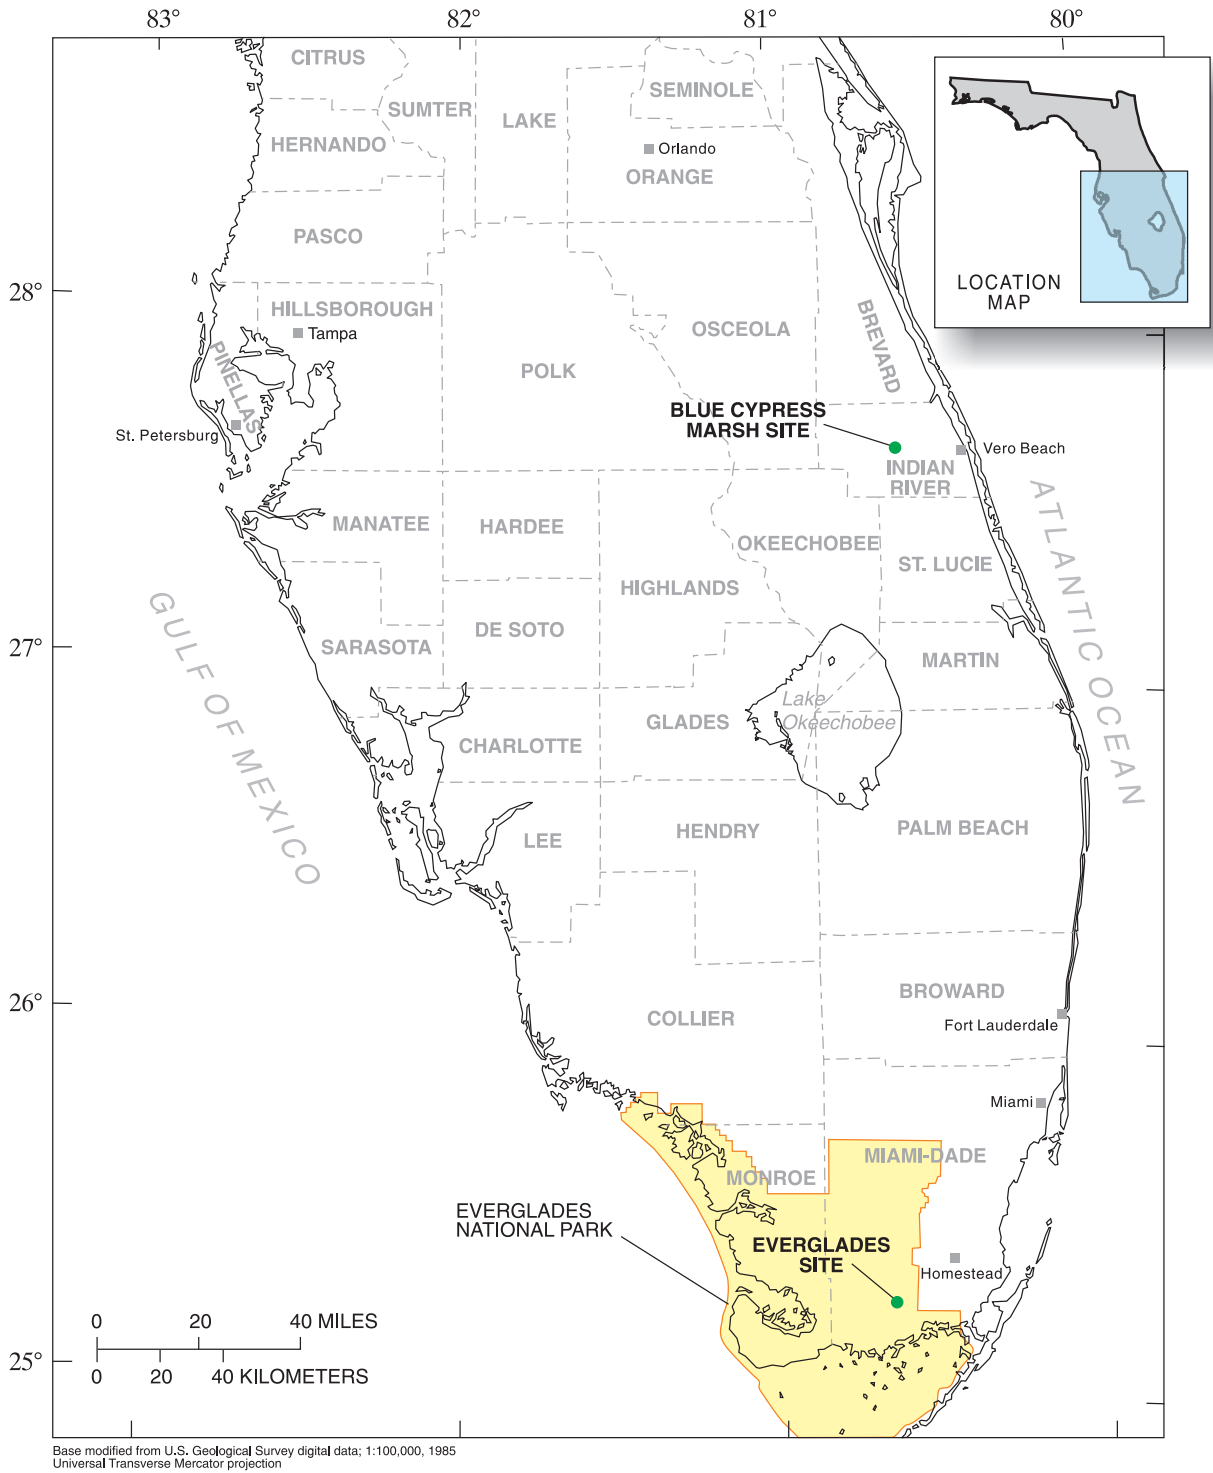 83°
82°
81°
80°
CITRUS
SUMTER
LAKE
SEMINOLE
HERNANDO
Orlando
ORANGE
PASCO
28°
LOCATION
MAP
HILLSBOROUGH
Tampa
OSCEOLA
BREVARD
PINELLAS
POLK
BLUE CYPRESS
MARSH SITE
St. Petersburg
Vero Beach
INDIAN
RIVER
MANATEE
HARDEE
OKEECHOBEE
ST. LUCIE
ATLANTIC OCEAN
HIGHLANDS
GULF OF MEXICO
DE SOTO
27°
SARASOTA
MARTIN
Lake
Okeechobee
GLADES
CHARLOTTE
LEE
HENDRY
PALM BEACH
26°
BROWARD
COLLIER
Fort Lauderdale
Miami
MIAMI-DADE
MONROE
EVERGLADES
NATIONAL PARK
EVERGLADES
SITE
Homestead
0 20 40 MILES
25°
0 20 40 KILOMETERS
Base modified from U.S. Geological Survey digital data; 1:100,000, 1985
Universal Transverse Mercator projection